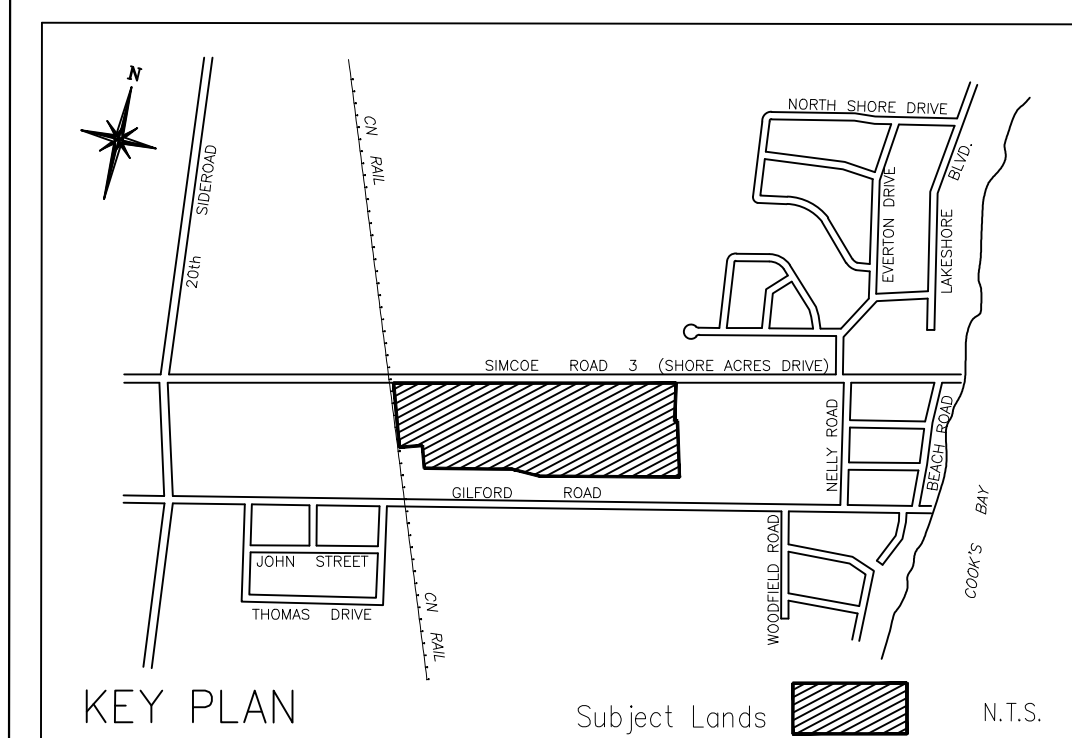 N
NORTH SHORE DRIVE
CN RAIL
20th SIDEROAD
EVERTON DRIVE
LAKESHORE BLVD.
SIMCOE ROAD 3 (SHORE ACRES DRIVE)
NELLY ROAD
BEACH ROAD
GILFORD ROAD
COOK'S BAY
WOODFIELD ROAD
JOHN STREET
THOMAS DRIVE
CN RAIL
KEY PLAN
Subject Lands
N.T.S.